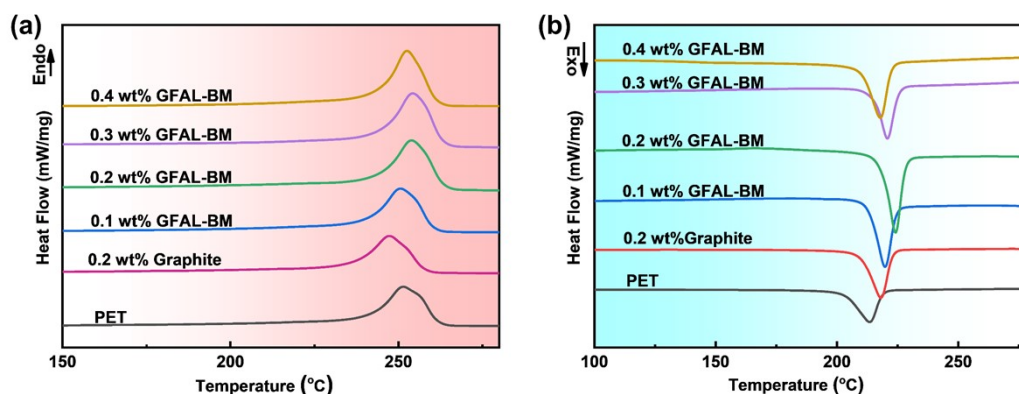 (a)
Endo
0.4 wt% GFAL-BM
0.3 wt% GFAL-BM
0.2 wt% GFAL-BM
0.1 wt% GFAL-BM
0.2 wt% Graphite
PET
Heat Flow (mW/mg)
150 200 250
Temperature (°C)
(b)
Exo
0.4 wt% GFAL-BM
0.3 wt% GFAL-BM
0.2 wt% GFAL-BM
0.1 wt% GFAL-BM
0.2 wt%Graphite
PET
Heat Flow (mW/mg)
100 150 200 250
Temperature (°C)